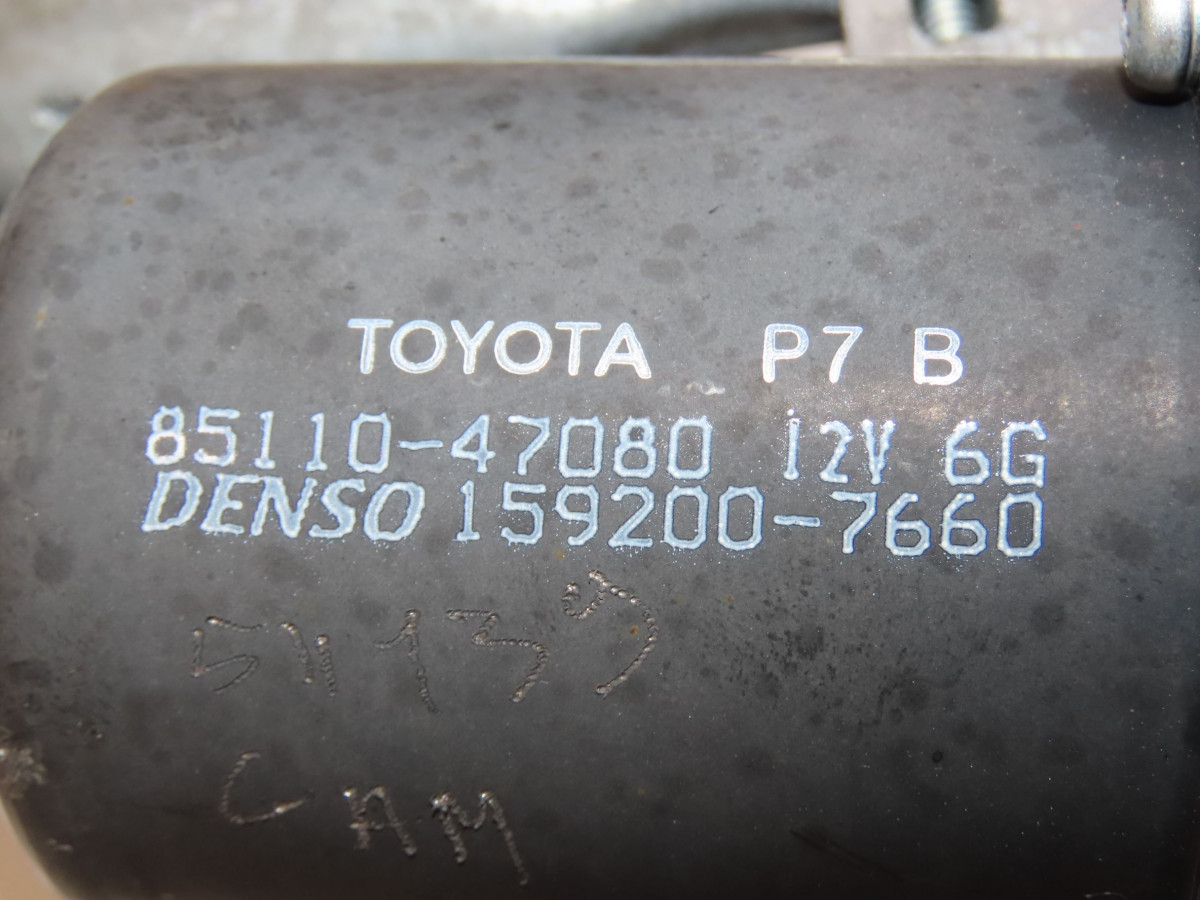 TOYOTA P7 B
85110-47080 12V 6G
DENSO 159200-7660
CAM